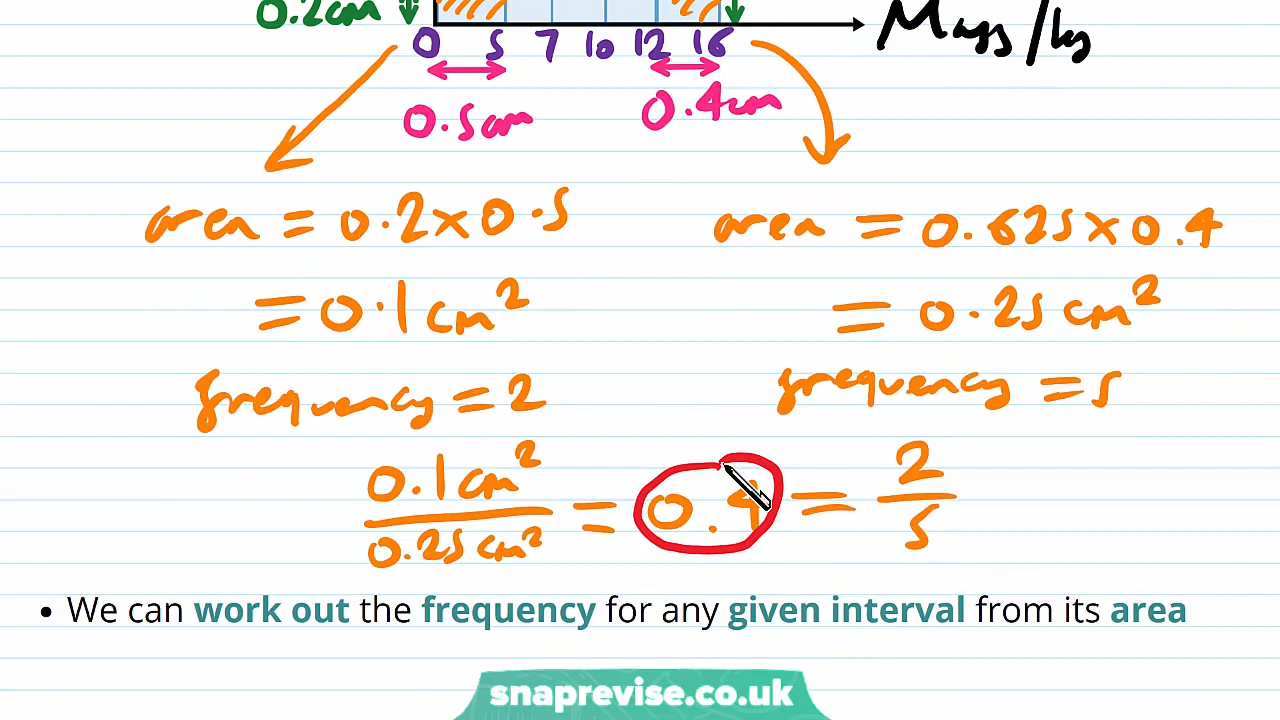 0.2cm
0 5 7 10 12 16 Mass/kg
0.5cm 0.4cm
area = 0.2 × 0.5 area = 0.625 × 0.4
= 0.1 cm² = 0.25 cm²
frequency = 2 frequency = 5
0.1 cm² 2
= 0.4 =
0.25 cm² 5
• We can work out the frequency for any given interval from its area
snaprevise.co.uk